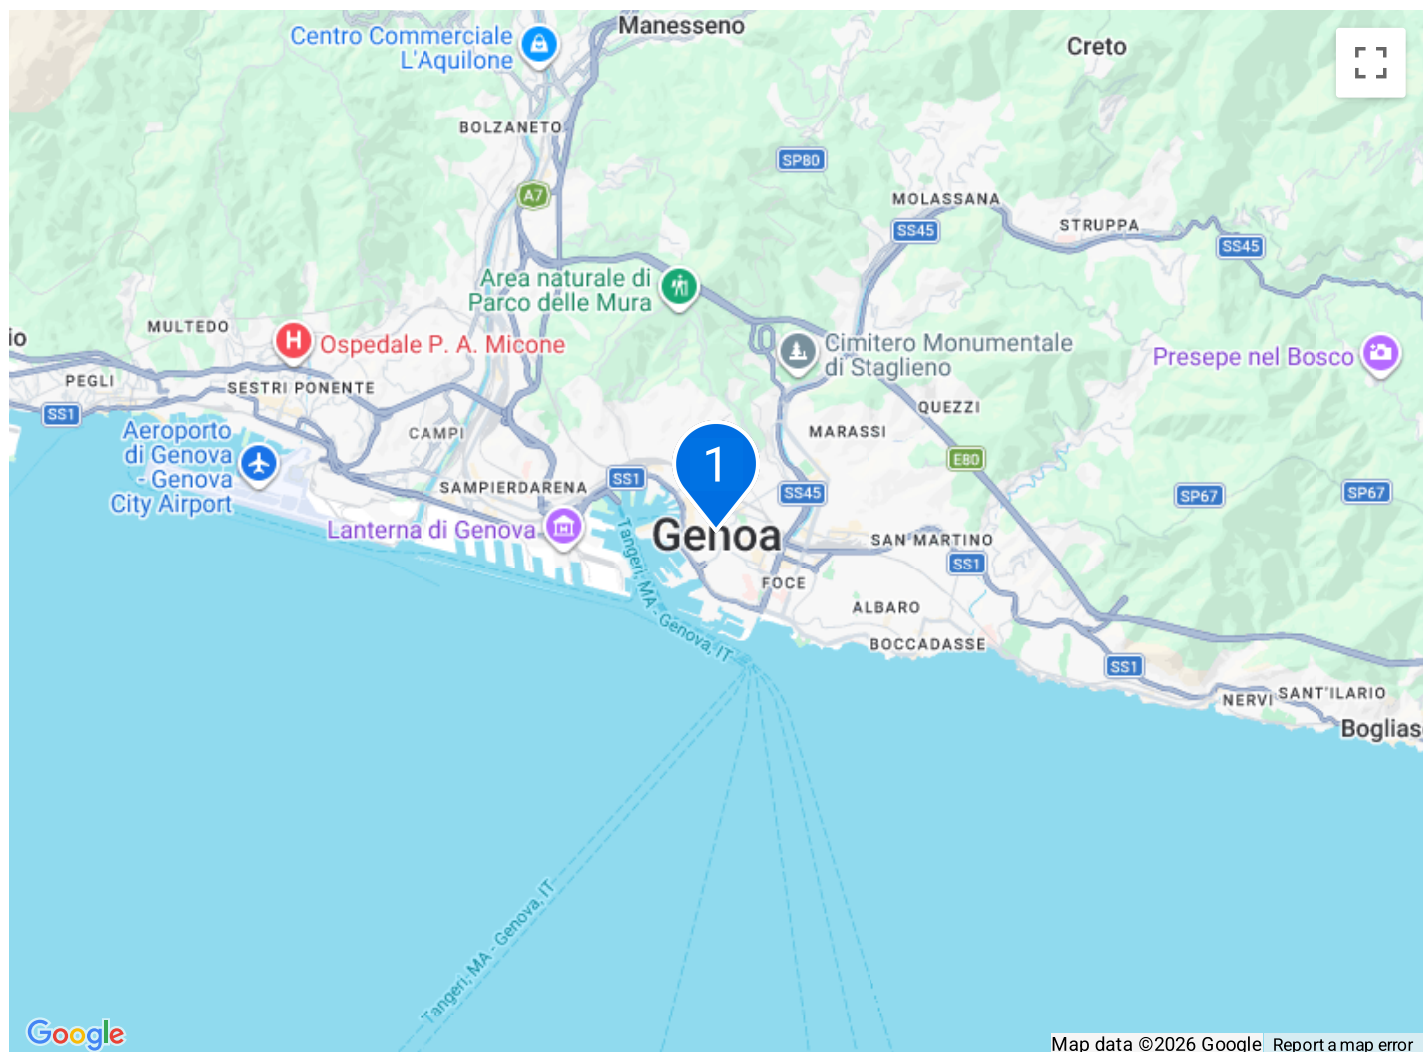 Manesseno
Centro Commerciale
L'Aquilone
Creto
BOLZANETO
SP80
A7
MOLASSANA
STRUPPA
SS45
SS45
Area naturale di
Parco delle Mura
MULTEDO
io
Ospedale P. A. Micone
Cimitero Monumentale
di Staglieno
Presepe nel Bosco
PEGLI
SESTRI PONENTE
QUEZZI
SS1
Aeroporto
di Genova
- Genova
City Airport
CAMPI
MARASSI
1
E80
SAMPIERDARENA
SS1
SS45
SP67
SP67
Lanterna di Genova
Genoa
SAN MARTINO
SS1
Tangeri, MA - Genova, IT
FOCE
ALBARO
BOCCADASSE
SS1
NERVI
SANT'ILARIO
Boglias
Tangeri, MA - Genova, IT
Google
Map data ©2026 Google
Report a map error